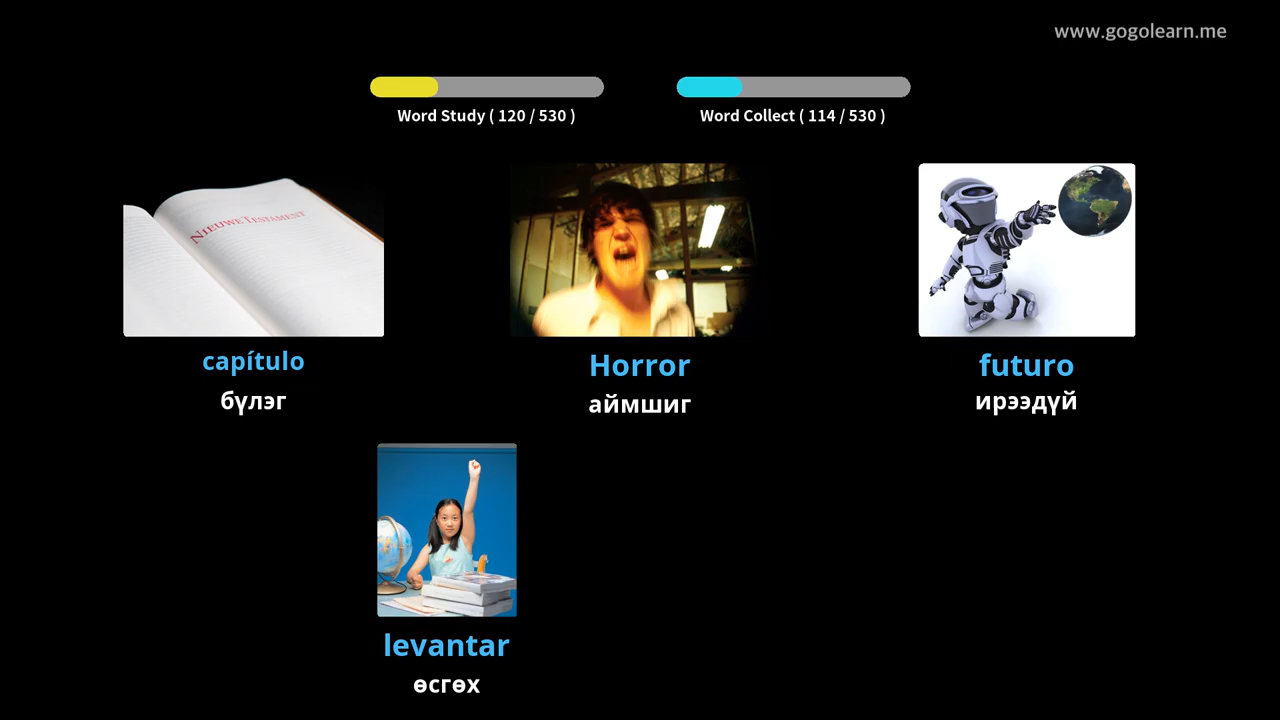 www.gogolearn.me
Word Study ( 120 / 530 )
Word Collect ( 114 / 530 )
NIEUWE TESTAMENT
capítulo
бүлэг
Horror
аймшиг
futuro
ирээдүй
levantar
өсгөх